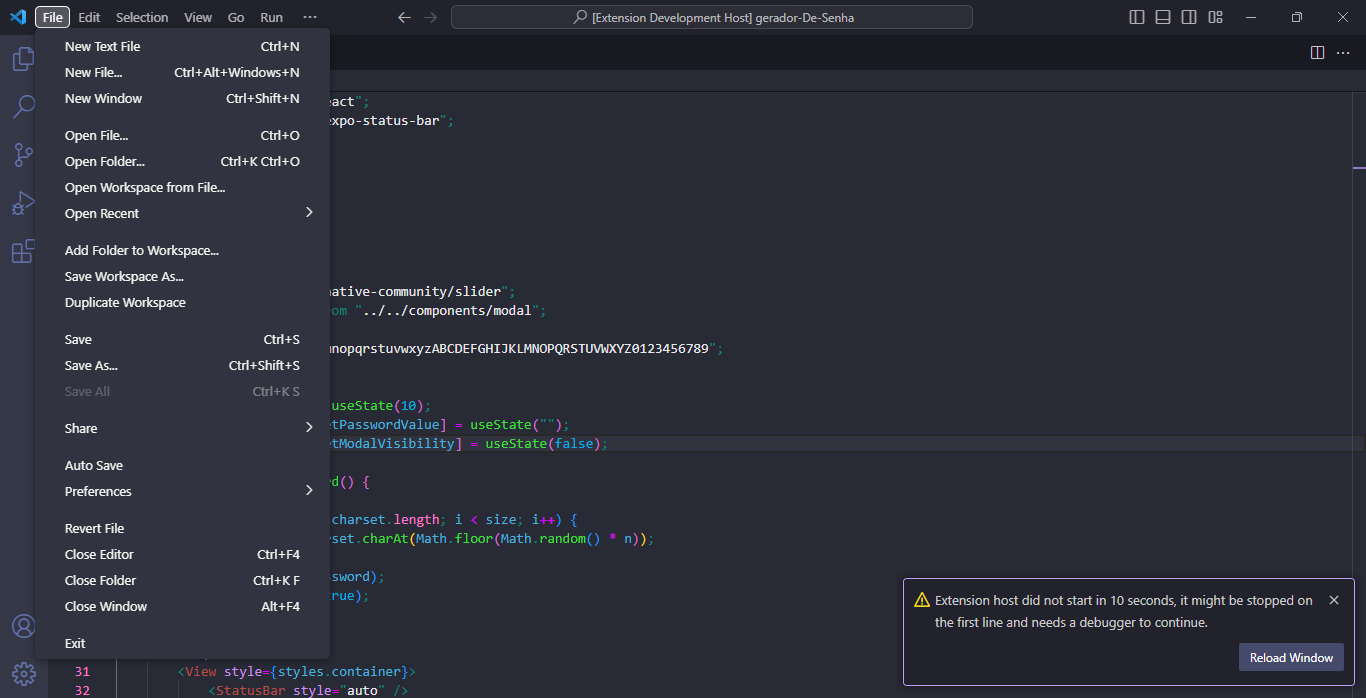 File Edit Selection View Go Run ···
[Extension Development Host] gerador-De-Senha
New Text File Ctrl+N
New File... Ctrl+Alt+Windows+N
New Window Ctrl+Shift+N
Open File... Ctrl+O
Open Folder... Ctrl+K Ctrl+O
Open Workspace from File...
Open Recent
Add Folder to Workspace...
Save Workspace As...
Duplicate Workspace
Save Ctrl+S
Save As... Ctrl+Shift+S
Save All Ctrl+K S
Share
Auto Save
Preferences
Revert File
Close Editor Ctrl+F4
Close Folder Ctrl+K F
Close Window Alt+F4
Exit
eact";
expo-status-bar";
native-community/slider";
om "../../components/modal";
mnopqrstuvwxyzABCDEFGHIJKLMNOPQRSTUVWXYZ0123456789";
useState(10);
etPasswordValue] = useState("");
etModalVisibility] = useState(false);
d() {
charset.length; i < size; i++) {
rset.charAt(Math.floor(Math.random() * n));
sword);
rue);
31 <View style={styles.container}>
32 <StatusBar style="auto" />
Extension host did not start in 10 seconds, it might be stopped on
the first line and needs a debugger to continue.
Reload Window